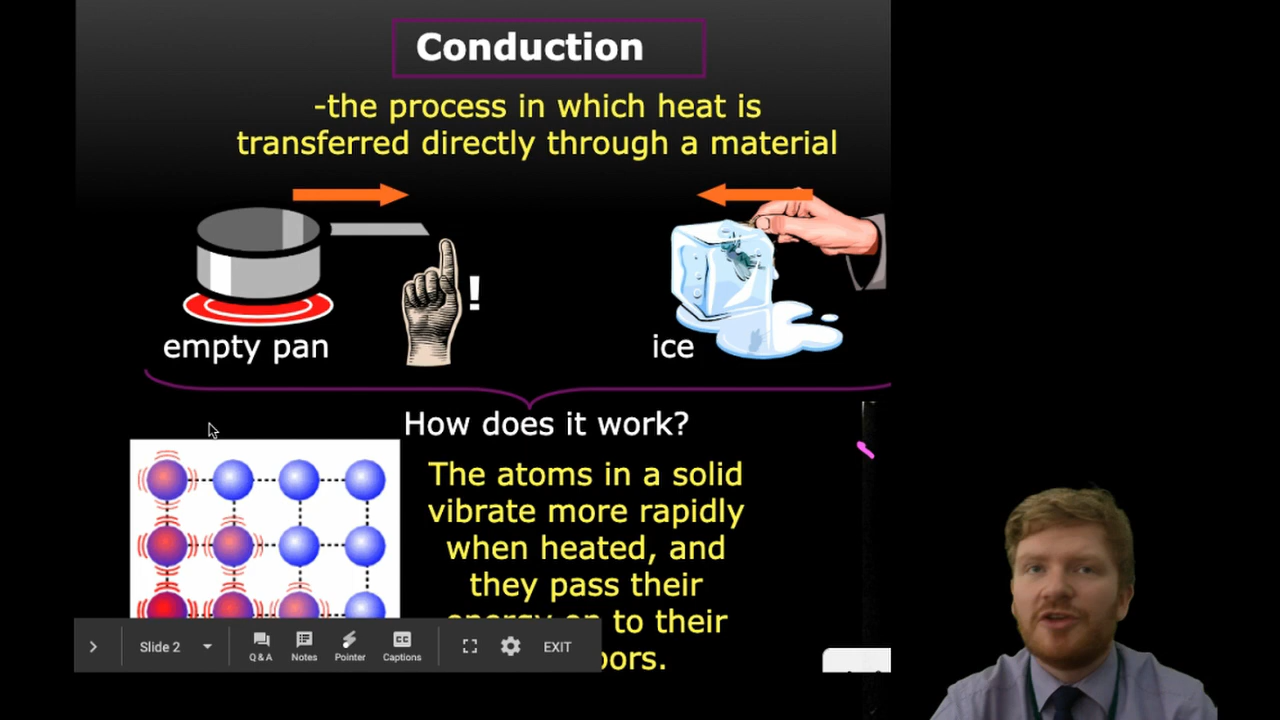 Conduction
-the process in which heat is
transferred directly through a material
!
empty pan
ice
How does it work?
The atoms in a solid
vibrate more rapidly
when heated, and
they pass their
energy on to their
Slide 2
Q & A
Notes
Pointer
Captions
EXIT